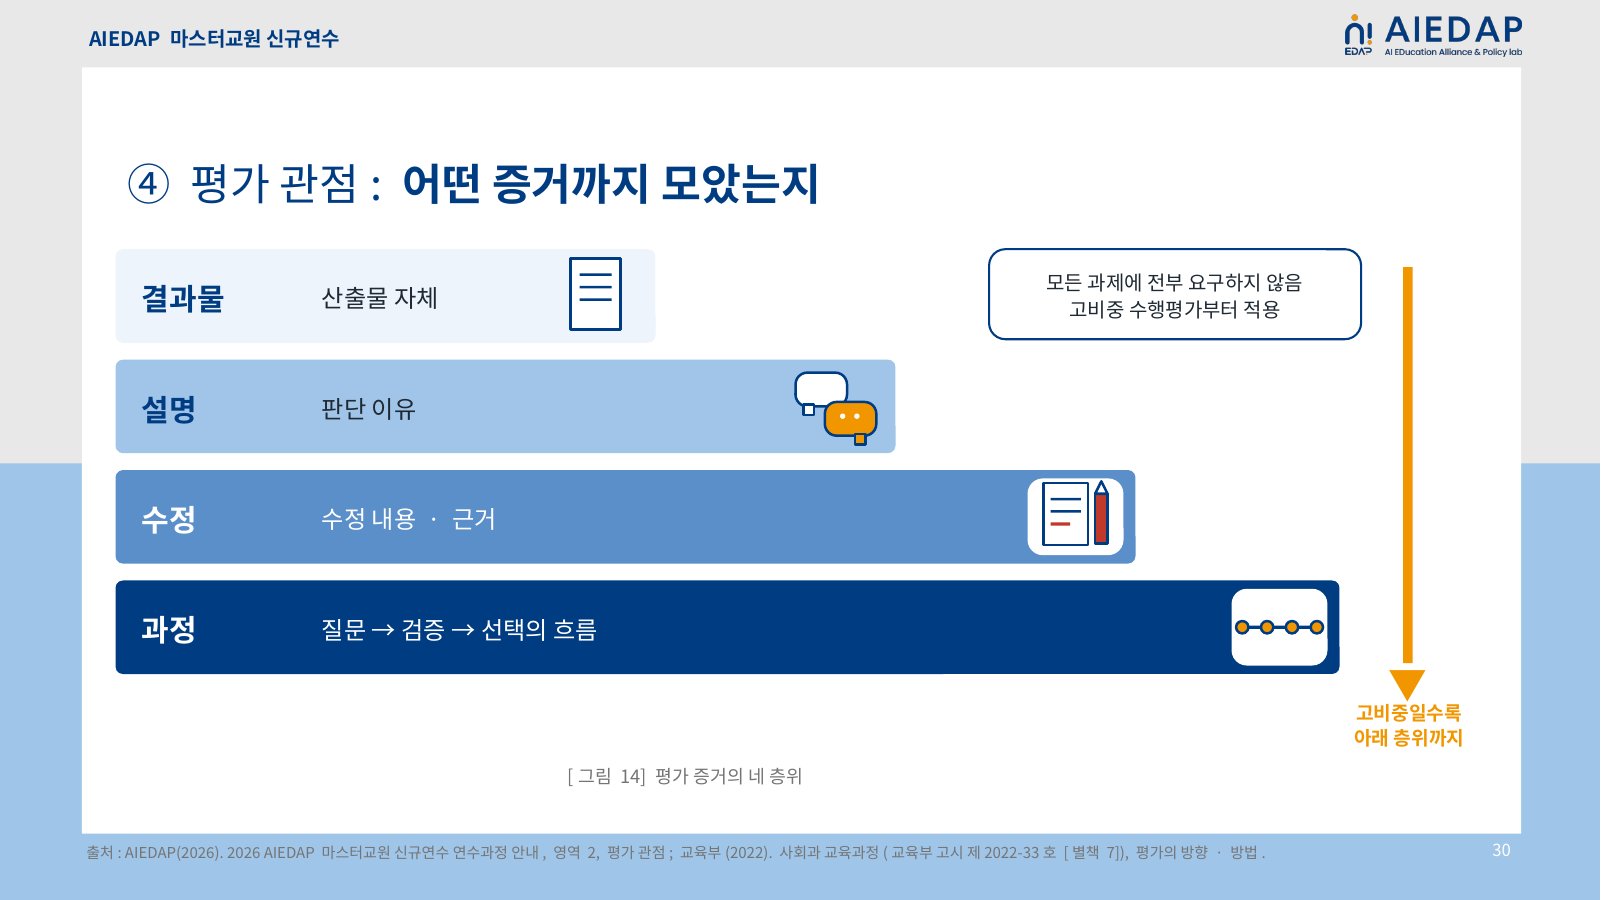 AIEDAP 마스터교원 신규연수
AIEDAP
EDAP
AI EDucation Alliance & Policy lab
④ 평가 관점 : 어떤 증거까지 모았는지
결과물
산출물 자체
모든 과제에 전부 요구하지 않음
고비중 수행평가부터 적용
설명
판단 이유
수정
수정 내용 · 근거
과정
질문 → 검증 → 선택의 흐름
고비중일수록
아래 층위까지
[ 그림 14] 평가 증거의 네 층위
출처 : AIEDAP(2026). 2026 AIEDAP 마스터교원 신규연수 연수과정 안내 , 영역 2, 평가 관점 ; 교육부 (2022). 사회과 교육과정 ( 교육부 고시 제 2022-33 호 [ 별책 7]), 평가의 방향 · 방법 .
30